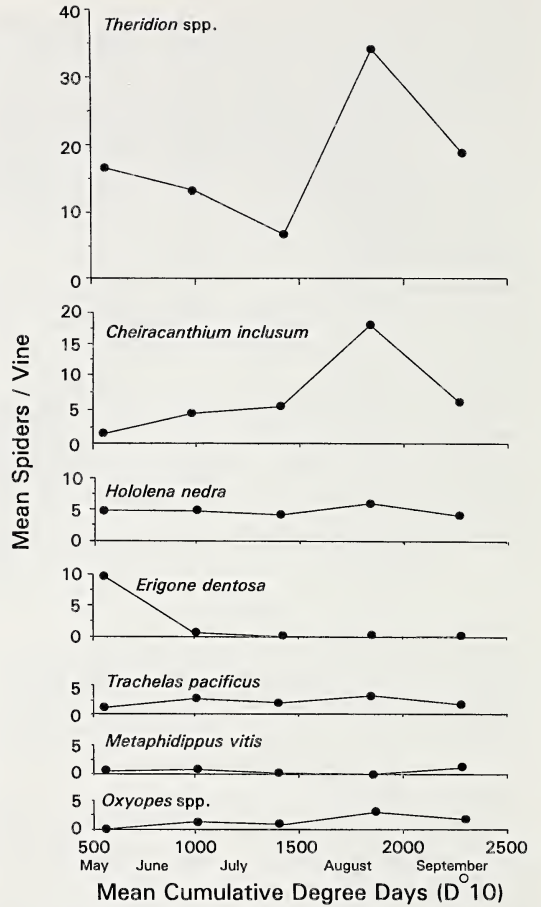 40
Theridion spp.
30
20
10
0
20
Cheiracanthium inclusum
15
10
5
0
Mean Spiders / Vine
10
Hololena nedra
5
0
10
Erigone dentosa
5
0
Trachelas pacificus
5
0
Metaphidippus vitis
5
0
Oxyopes spp.
5
0
500 1000 1500 2000 2500
May June July August September
Mean Cumulative Degree Days (D°10)